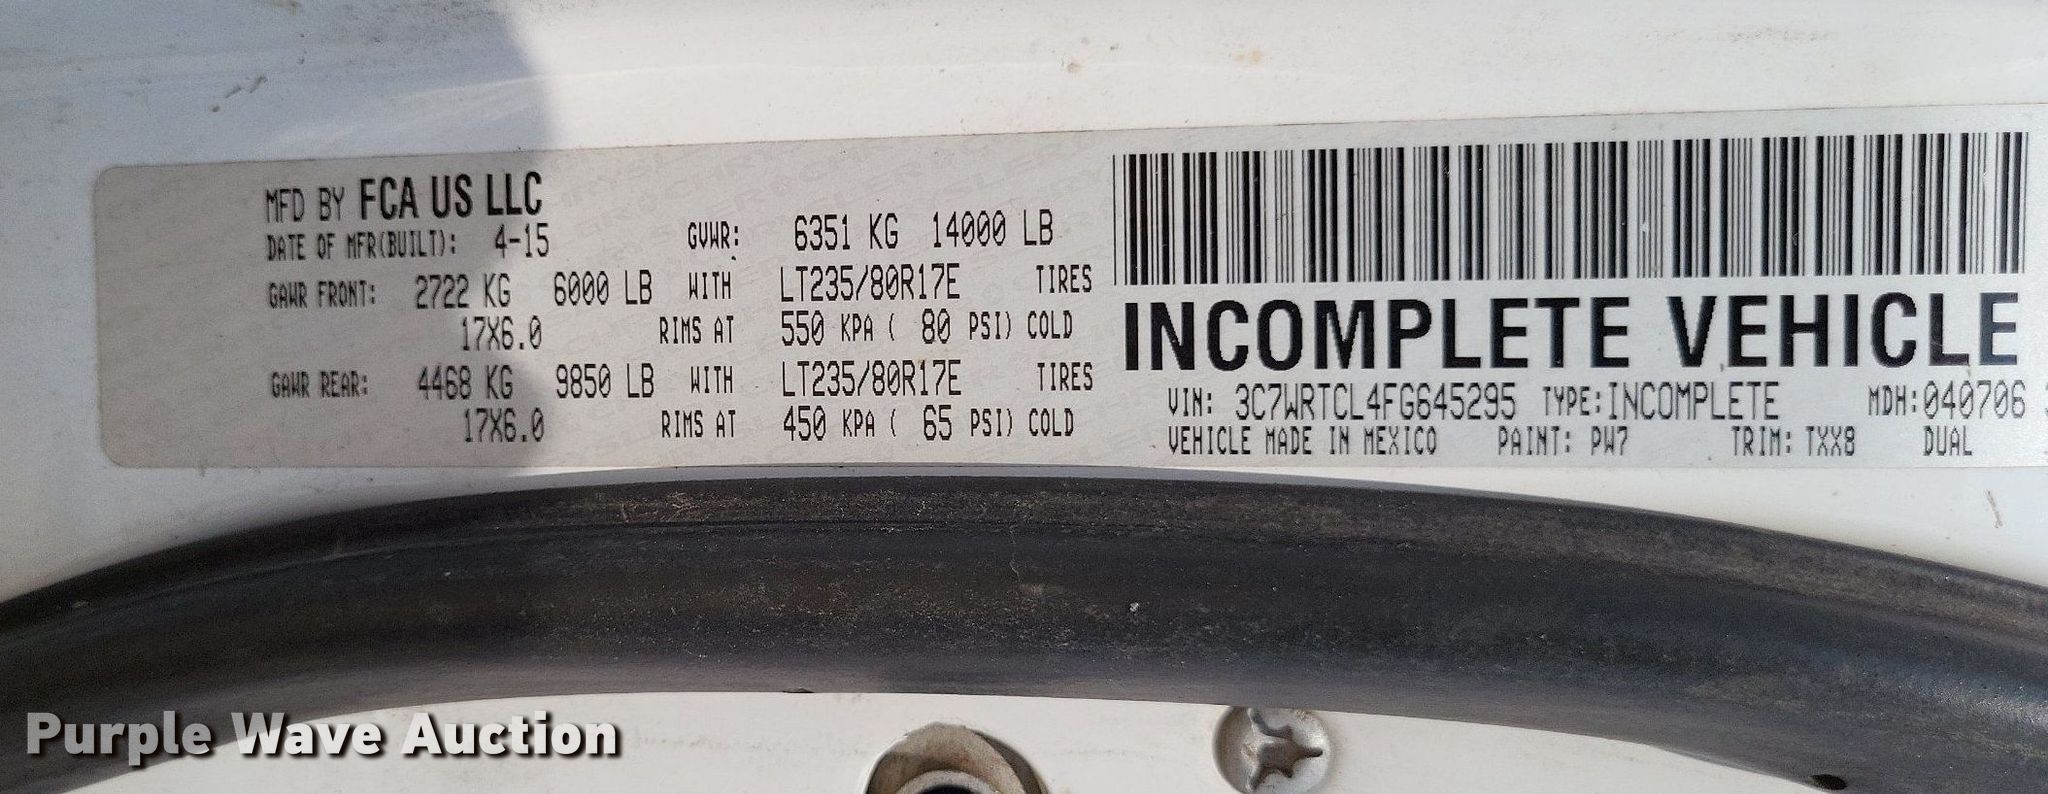 MFD BY FCA US LLC
DATE OF MFR(BUILT): 4-15 GVWR: 6351 KG 14000 LB
GAWR FRONT: 2722 KG 6000 LB WITH LT235/80R17E TIRES
17X6.0 RIMS AT 550 KPA ( 80 PSI) COLD
GAWR REAR: 4468 KG 9850 LB WITH LT235/80R17E TIRES
17X6.0 RIMS AT 450 KPA ( 65 PSI) COLD
INCOMPLETE VEHICLE
VIN: 3C7WRTCL4FG645295 TYPE:INCOMPLETE MDH:040706
VEHICLE MADE IN MEXICO PAINT: PW7 TRIM: TXX8 DUAL
Purple Wave Auction